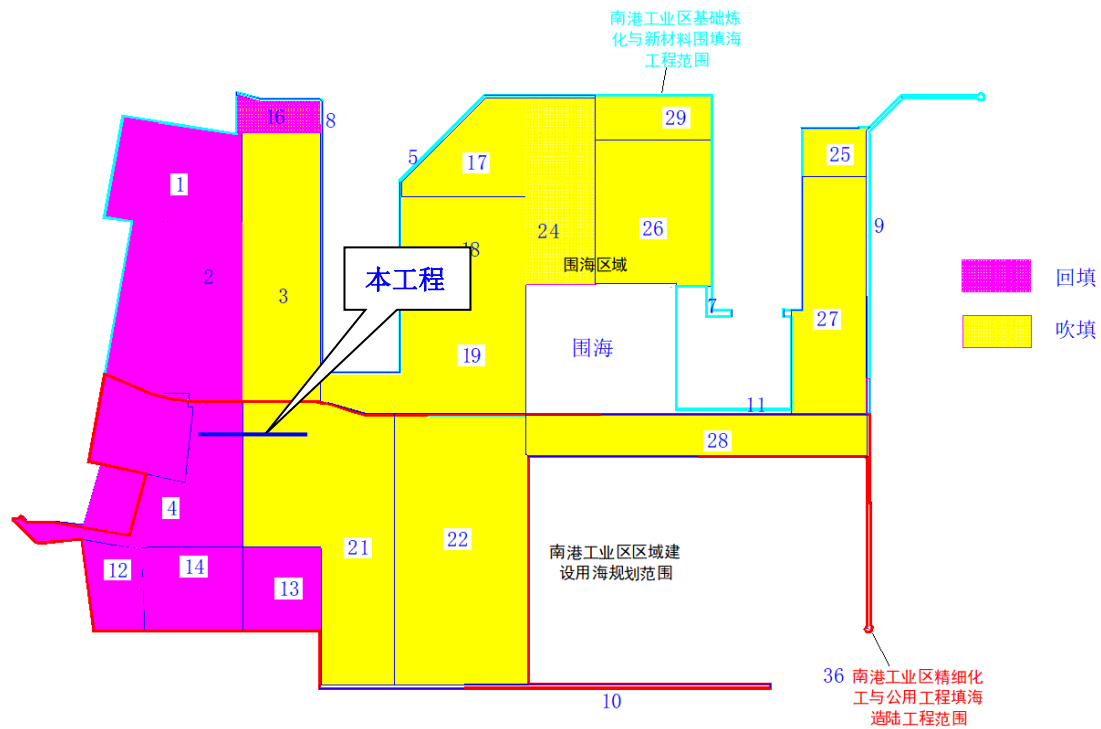 南港工业区基础炼
化与新材料围填海
工程范围
16
8
29
5
17
25
1
24
26
9
18
围海区域
本工程
2
3
7
27
回填
吹填
19
围海
11
28
4
21
22
南港工业区区域建
设用海规划范围
12
14
13
36
南港工业区精细化
工与公用工程填海
造陆工程范围
10